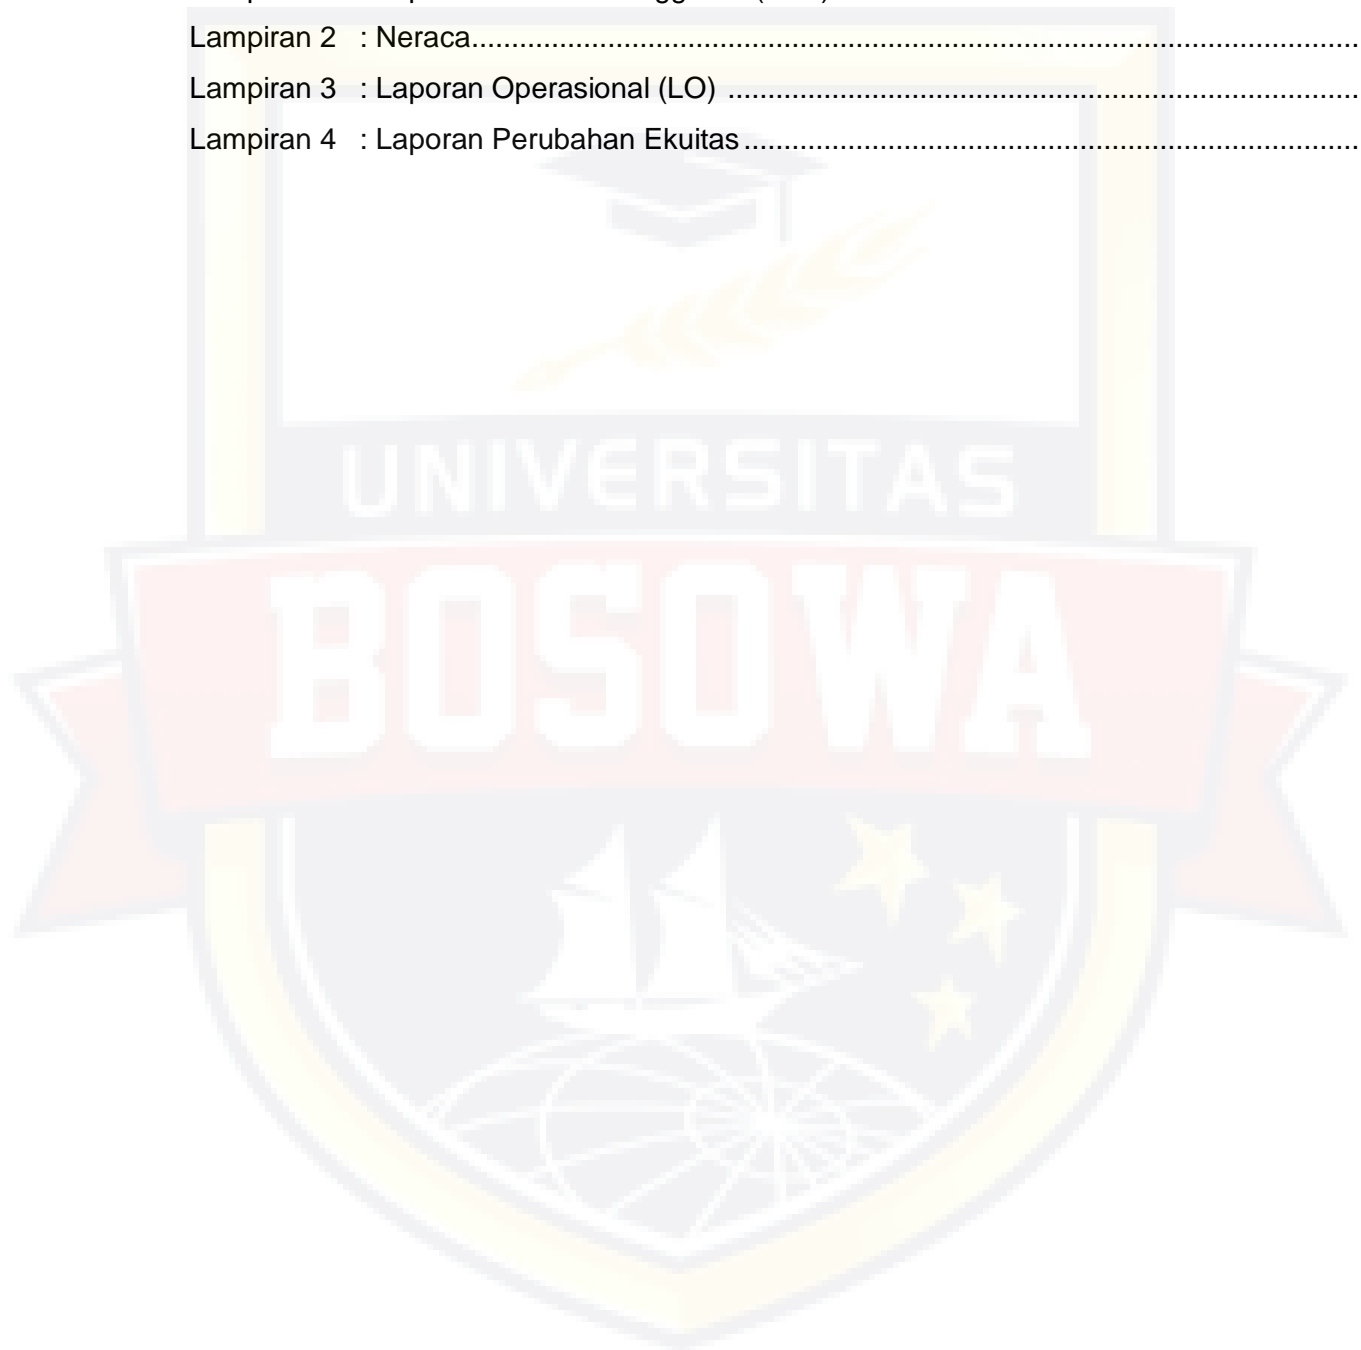 Lampiran 2 : Neraca........................................................................................................
Lampiran 3 : Laporan Operasional (LO) ...............................................................................
Lampiran 4 : Laporan Perubahan Ekuitas.............................................................................
UNIVERSITAS
BOSOWA